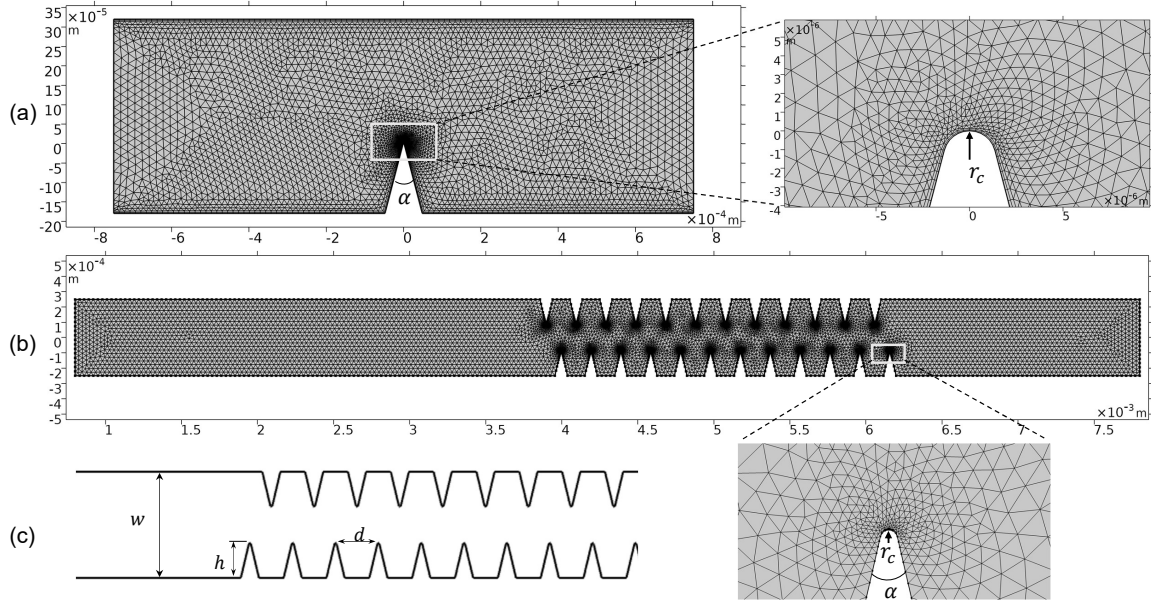 (a)
35
30
25
20
15
10
5
0
-5
-10
-15
-20
×10⁻⁵
m
α
×10⁻⁴ m
-8 -6 -4 -2 0 2 4 6 8
×10⁻⁶
m
5
4
3
2
1
0
-1
-2
-3
-4
r_c
×10⁻⁶ m
-5 0 5
(b)
5
4
3
2
1
0
-1
-2
-3
-4
-5
×10⁻⁴
m
×10⁻³ m
1 1.5 2 2.5 3 3.5 4 4.5 5 5.5 6 6.5 7 7.5
(c)
w
h
d
r_c
α